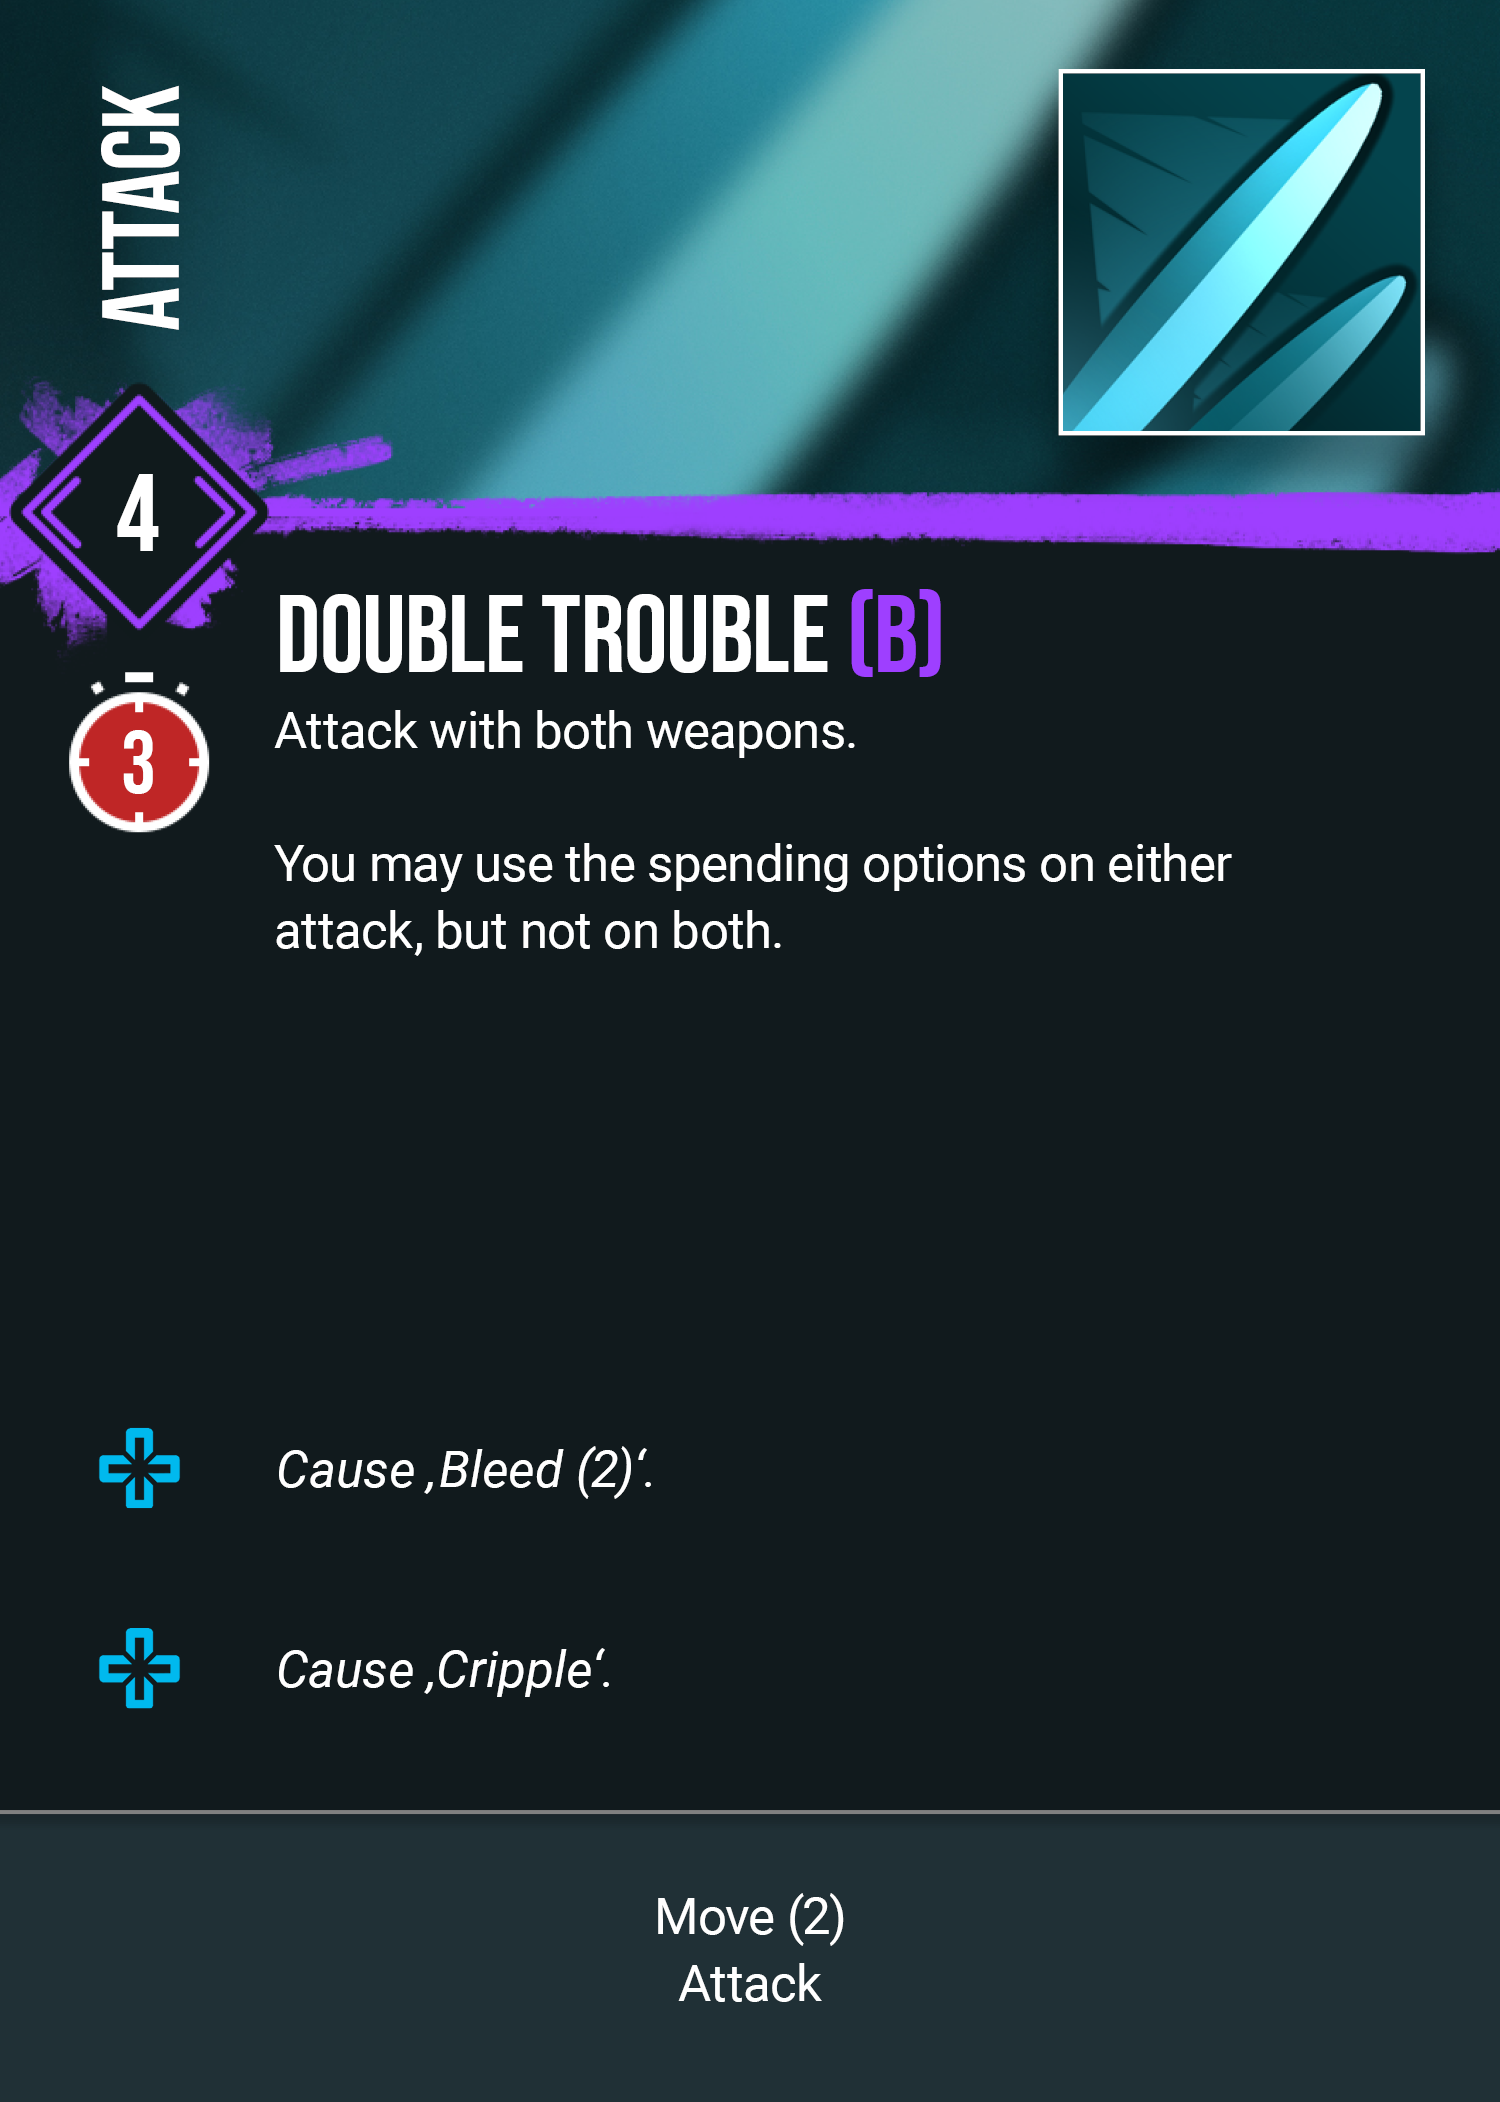 ATTACK
4
DOUBLE TROUBLE (B)
3
Attack with both weapons.
You may use the spending options on either
attack, but not on both.
Cause ‚Bleed (2)‘.
Cause ‚Cripple‘.
Move (2)
Attack